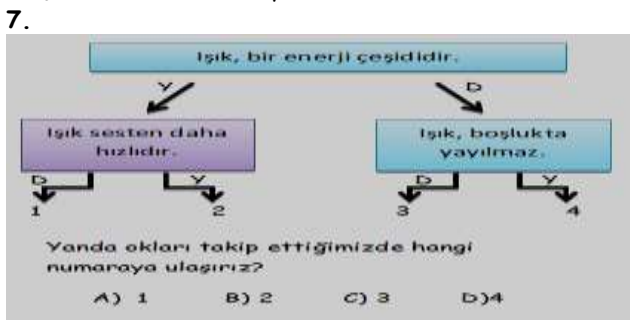 7.
Işık, bir enerji çeşididir.
Y D
Işık sesten daha
hızlıdır.
Işık, boşlukta
yayılmaz.
D Y D Y
1 2 3 4
Yanda okları takip ettiğimizde hangi
numaraya ulaşırız?
A) 1 B) 2 C) 3 D)4